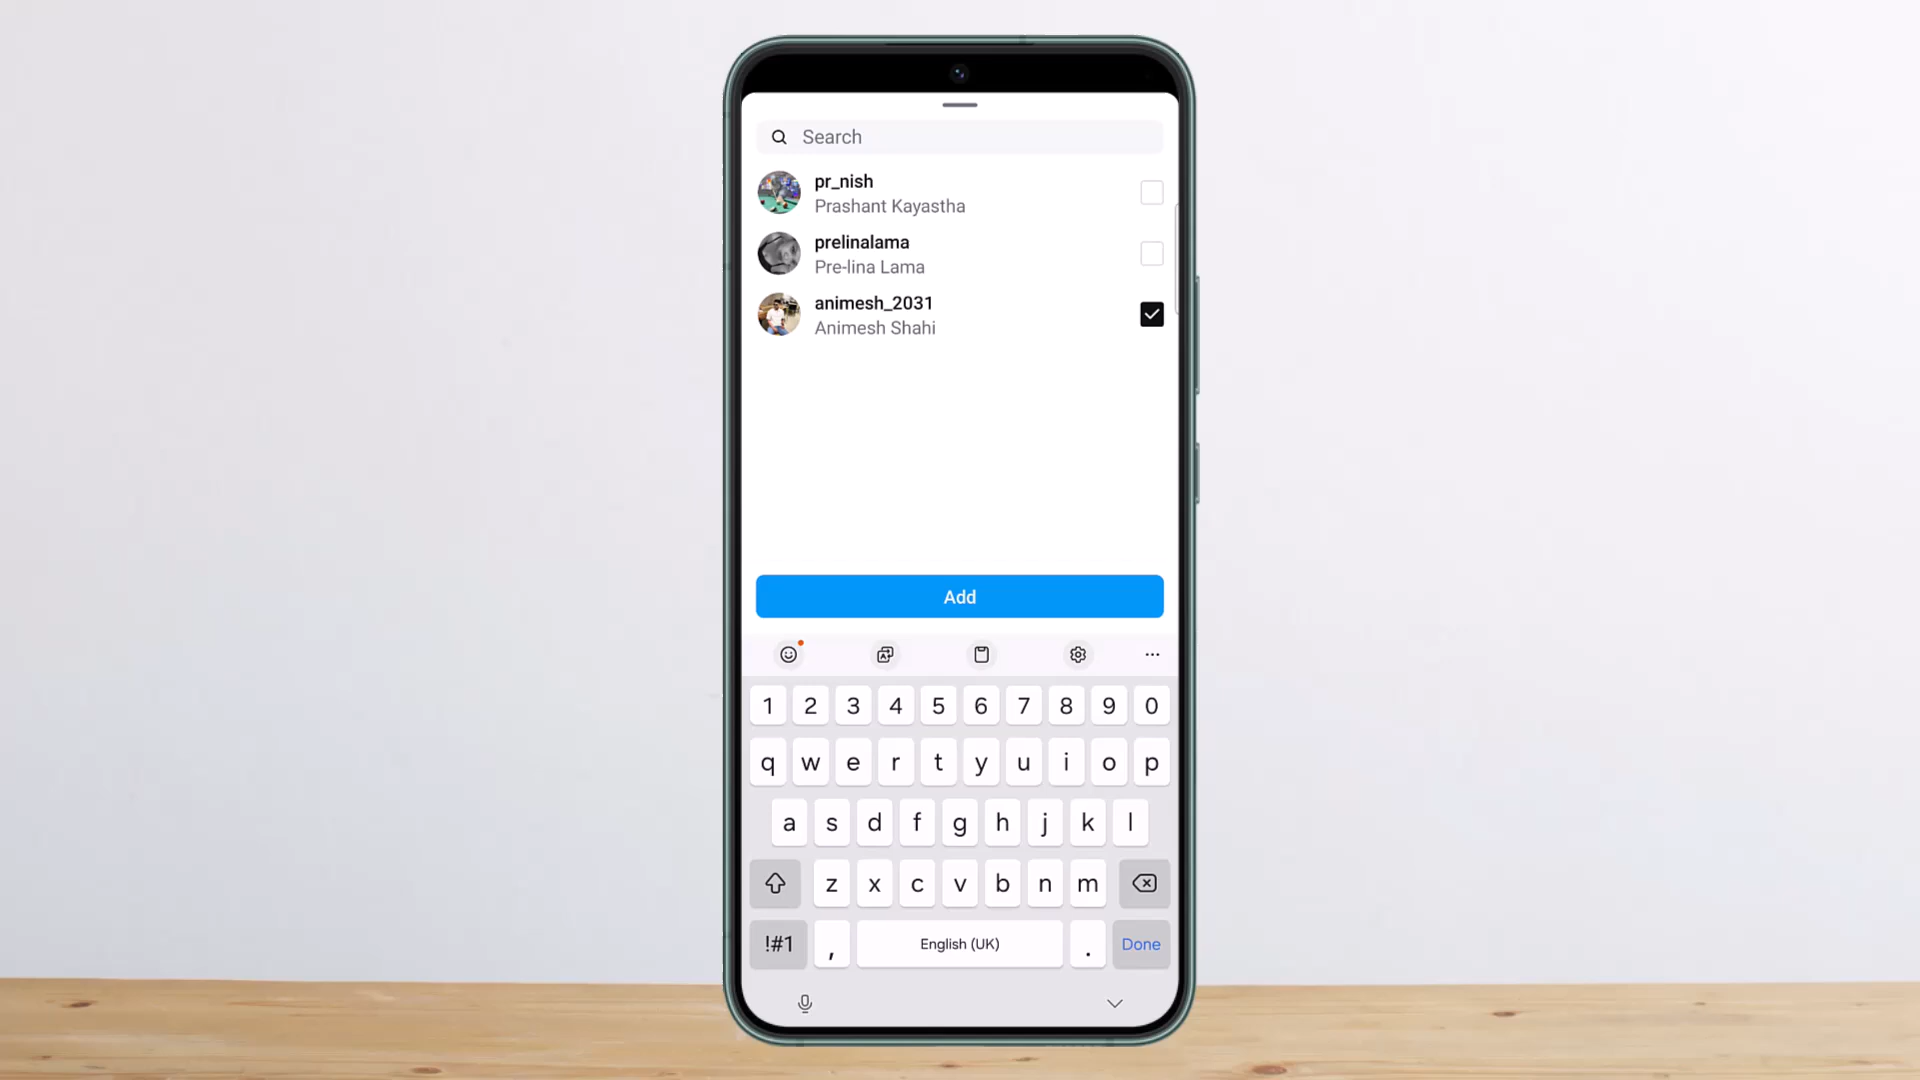 Search
pr_nish
Prashant Kayastha
prelinalama
Pre-lina Lama
animesh_2031
Animesh Shahi
Add
1 2 3 4 5 6 7 8 9 0
q w e r t y u i o p
a s d f g h j k l
z x c v b n m
!#1 , English (UK) . Done